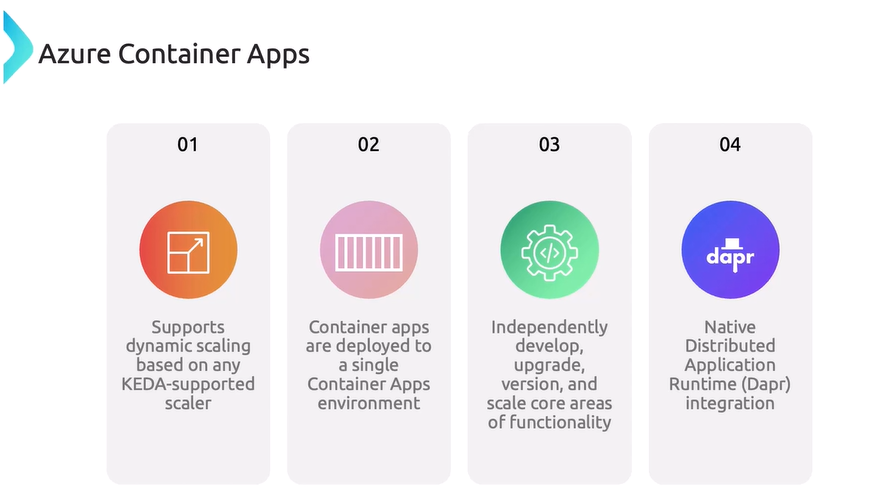 Azure Container Apps
01
Supports
dynamic scaling
based on any
KEDA-supported
scaler
02
Container apps
are deployed to
a single
Container Apps
environment
03
</>
Independently
develop,
upgrade,
version, and
scale core areas
of functionality
04
dapr
Native
Distributed
Application
Runtime (Dapr)
integration